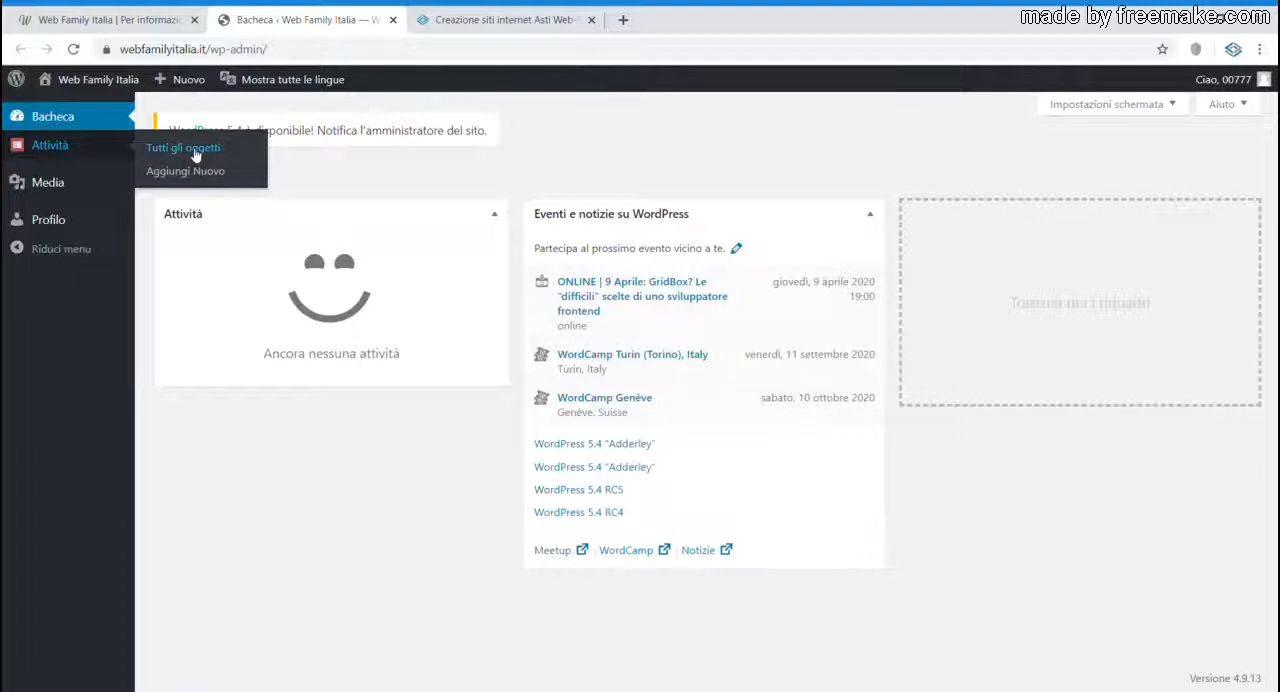 made by freemake.com
Web Family Italia | Per informazi
Bacheca ‹ Web Family Italia — W
Creazione siti internet Asti Web
webfamilyitalia.it/wp-admin/
Web Family Italia
Nuovo
Mostra tutte le lingue
Ciao, 00777
Bacheca
Attività
Media
Profilo
Riduci menu
Tutti gli oggetti
Aggiungi Nuovo
Impostazioni schermata
Aiuto
WordPress 5.4 è disponibile! Notifica l'amministratore del sito.
Attività
Ancora nessuna attività
Eventi e notizie su WordPress
Partecipa al prossimo evento vicino a te.
ONLINE | 9 Aprile: GridBox? Le
"difficili" scelte di uno sviluppatore
frontend
online
giovedì, 9 aprile 2020
19:00
WordCamp Turin (Torino), Italy
Turin, Italy
venerdì, 11 settembre 2020
WordCamp Genève
Genève, Suisse
sabato, 10 ottobre 2020
WordPress 5.4 "Adderley"
WordPress 5.4 "Adderley"
WordPress 5.4 RC5
WordPress 5.4 RC4
Meetup
WordCamp
Notizie
Versione 4.9.13